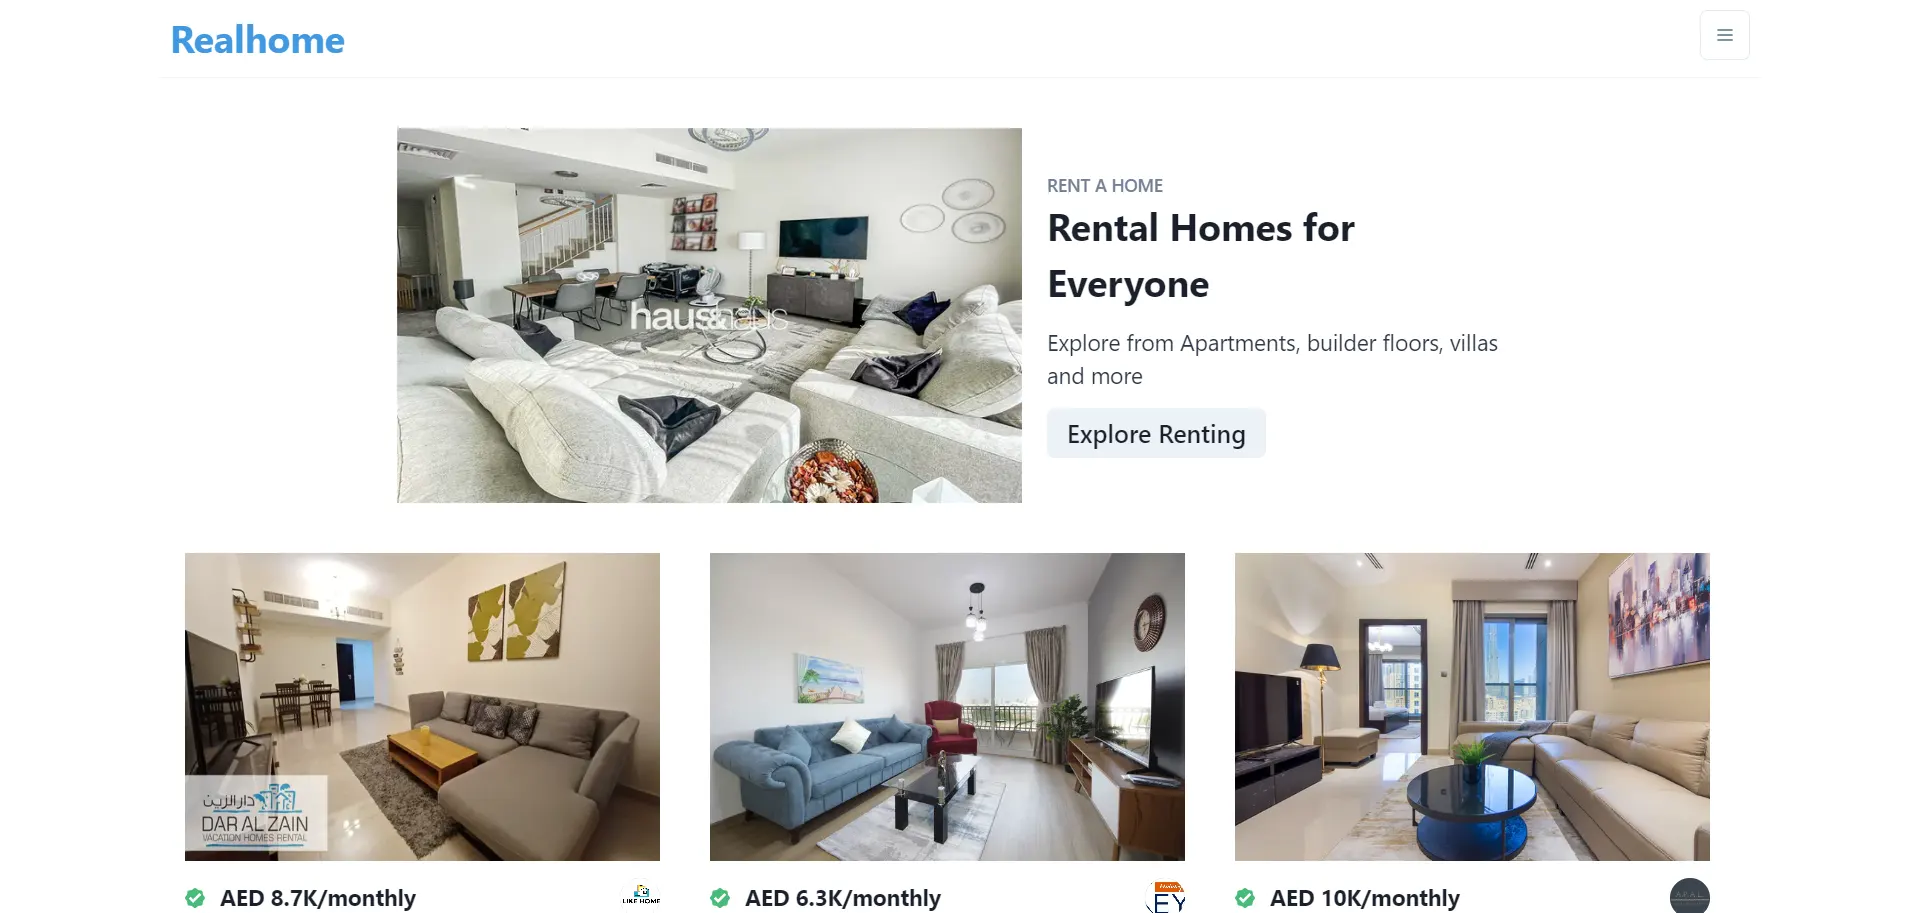 Realhome
haus&haus
RENT A HOME
Rental Homes for
Everyone
Explore from Apartments, builder floors, villas
and more
Explore Renting
دار الزين
DAR AL ZAIN
VACATION HOMES RENTAL
AED 8.7K/monthly
LIKE HOME
AED 6.3K/monthly
EY
AED 10K/monthly